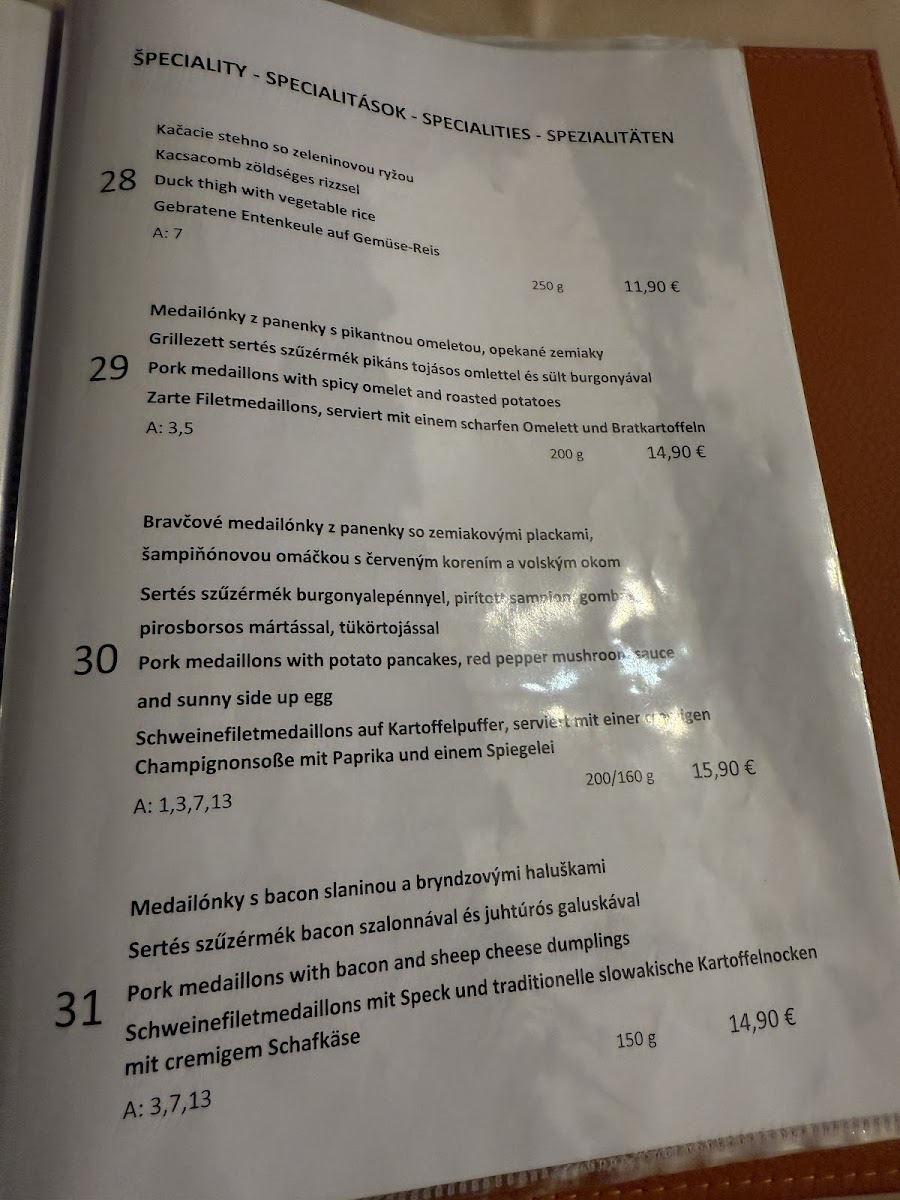 ŠPECIALITY - SPECIALITÁSOK - SPECIALITIES - SPEZIALITÄTEN
Kačacie stehno so zeleninovou ryžou
Kacsacomb zöldséges rizzsel
28 Duck thigh with vegetable rice
Gebratene Entenkeule auf Gemüse-Reis
A: 7
250 g 11,90 €
Medailónky z panenky s pikantnou omeletou, opekané zemiaky
Grillezett sertés szűzérmék pikáns tojásos omlettel és sült burgonyával
29 Pork medaillons with spicy omelet and roasted potatoes
Zarte Filetmedaillons, serviert mit einem scharfen Omelett und Bratkartoffeln
A: 3,5
200 g 14,90 €
Bravčové medailónky z panenky so zemiakovými plackami,
šampiňónovou omáčkou s červeným korením a volským okom
Sertés szűzérmék burgonyalepénnyel, pirított sampion
pirosborsos mártással, tükörtojással
30 Pork medaillons with potato pancakes, red pepper mushroom sauce
and sunny side up egg
Schweinefiletmedaillons auf Kartoffelpuffer, serviert mit einer
Champignonsoße mit Paprika und einem Spiegelei
200/160 g 15,90 €
A: 1,3,7,13
Medailónky s bacon slaninou a bryndzovými haluškami
Sertés szűzérmék bacon szalonnával és juhtúrós galuskával
31 Pork medaillons with bacon and sheep cheese dumplings
Schweinefiletmedaillons mit Speck und traditionelle slowakische Kartoffelnocken
mit cremigem Schafkäse
150 g 14,90 €
A: 3,7,13